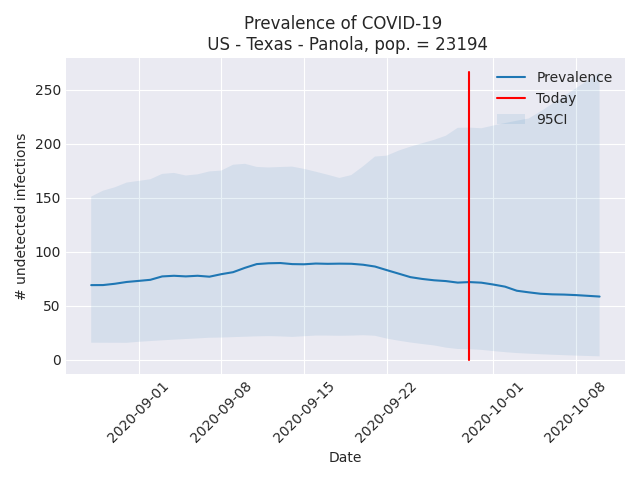 Prevalence of COVID-19
US - Texas - Panola, pop. = 23194
# undetected infections
250
200
150
100
50
0
Prevalence
Today
95CI
2020-09-01
2020-09-08
2020-09-15
2020-09-22
2020-10-01
2020-10-08
Date